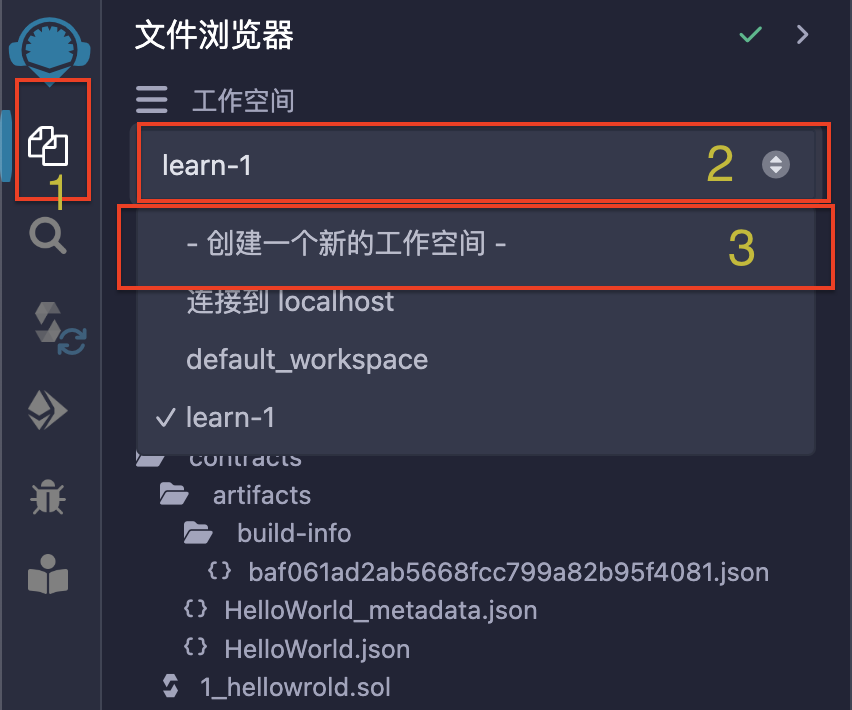 文件浏览器
工作空间
learn-1
2
1
- 创建一个新的工作空间 -
3
连接到 localhost
default_workspace
learn-1
contracts
artifacts
build-info
baf061ad2ab5668fcc799a82b95f4081.json
HelloWorld_metadata.json
HelloWorld.json
1_hellowrold.sol